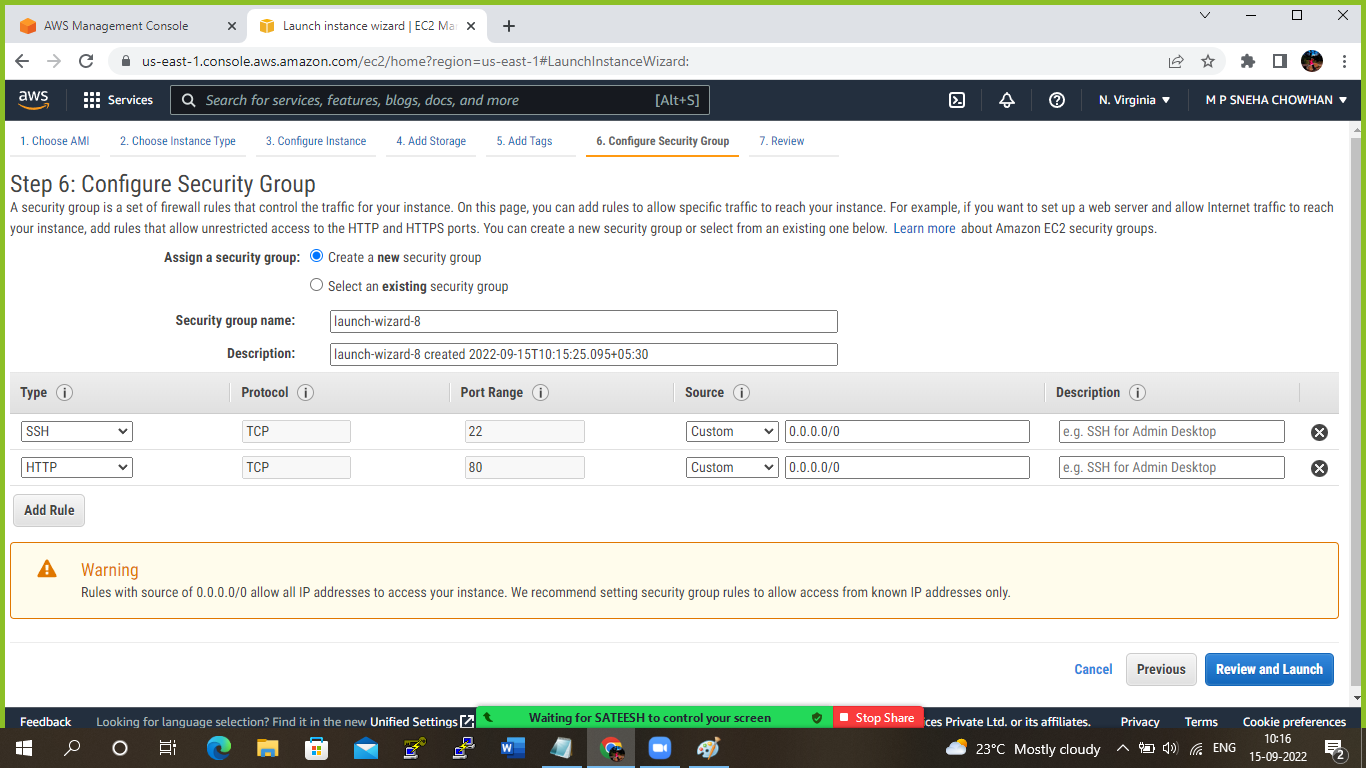 AWS Management Console
Launch instance wizard | EC2 Ma
us-east-1.console.aws.amazon.com/ec2/home?region=us-east-1#LaunchInstanceWizard:
aws Services Search for services, features, blogs, docs, and more [Alt+S] N. Virginia M P SNEHA CHOWHAN
1. Choose AMI 2. Choose Instance Type 3. Configure Instance 4. Add Storage 5. Add Tags 6. Configure Security Group 7. Review
Step 6: Configure Security Group
A security group is a set of firewall rules that control the traffic for your instance. On this page, you can add rules to allow specific traffic to reach your instance. For example, if you want to set up a web server and allow Internet traffic to reach
your instance, add rules that allow unrestricted access to the HTTP and HTTPS ports. You can create a new security group or select from an existing one below. Learn more about Amazon EC2 security groups.
Assign a security group: Create a new security group
Select an existing security group
Security group name: launch-wizard-8
Description: launch-wizard-8 created 2022-09-15T10:15:25.095+05:30
Type i Protocol i Port Range i Source i Description i
SSH TCP 22 Custom 0.0.0.0/0 e.g. SSH for Admin Desktop
HTTP TCP 80 Custom 0.0.0.0/0 e.g. SSH for Admin Desktop
Add Rule
Warning
Rules with source of 0.0.0.0/0 allow all IP addresses to access your instance. We recommend setting security group rules to allow access from known IP addresses only.
Cancel Previous Review and Launch
Feedback Looking for language selection? Find it in the new Unified Settings Waiting for SATEESH to control your screen Stop Share ces Private Ltd. or its affiliates. Privacy Terms Cookie preferences
23°C Mostly cloudy ENG 10:16
15-09-2022 2